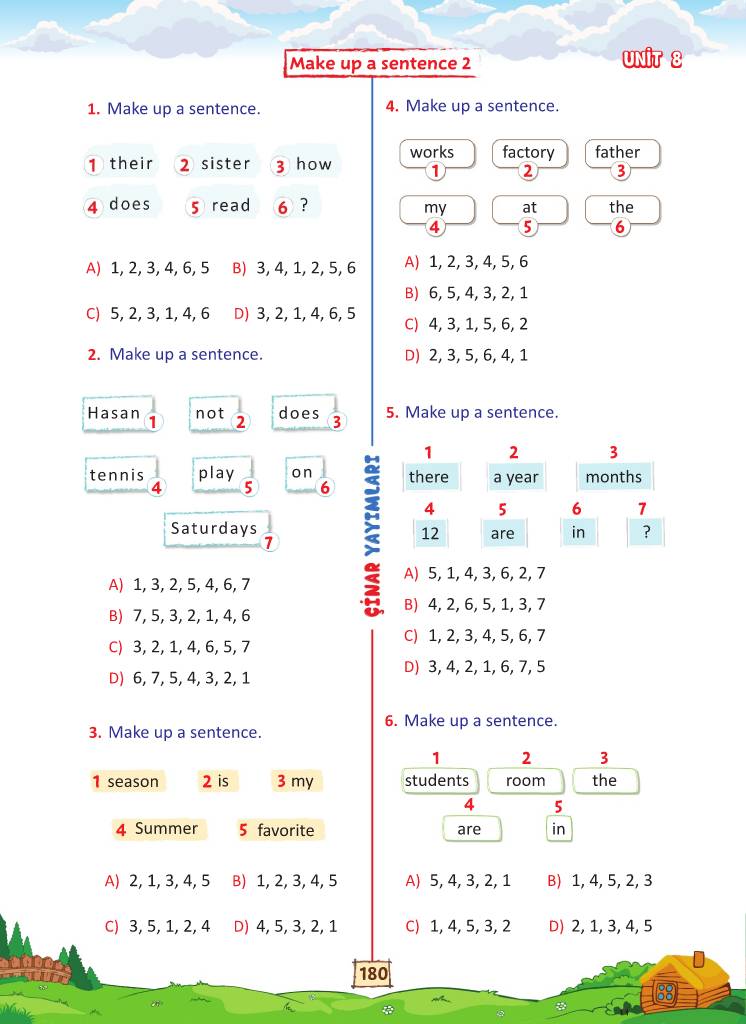 Make up a sentence 2
UNİT 8
1. Make up a sentence.
1 their 2 sister 3 how
4 does 5 read 6 ?
A) 1, 2, 3, 4, 6, 5 B) 3, 4, 1, 2, 5, 6
C) 5, 2, 3, 1, 4, 6 D) 3, 2, 1, 4, 6, 5
2. Make up a sentence.
Hasan 1 not 2 does 3
tennis 4 play 5 on 6
Saturdays 7
A) 1, 3, 2, 5, 4, 6, 7
B) 7, 5, 3, 2, 1, 4, 6
C) 3, 2, 1, 4, 6, 5, 7
D) 6, 7, 5, 4, 3, 2, 1
3. Make up a sentence.
1 season 2 is 3 my
4 Summer 5 favorite
A) 2, 1, 3, 4, 5 B) 1, 2, 3, 4, 5
C) 3, 5, 1, 2, 4 D) 4, 5, 3, 2, 1
ÇİNAR YAYIMLARI
4. Make up a sentence.
works factory father
1 2 3
my at the
4 5 6
A) 1, 2, 3, 4, 5, 6
B) 6, 5, 4, 3, 2, 1
C) 4, 3, 1, 5, 6, 2
D) 2, 3, 5, 6, 4, 1
5. Make up a sentence.
1 2 3
there a year months
4 5 6 7
12 are in ?
A) 5, 1, 4, 3, 6, 2, 7
B) 4, 2, 6, 5, 1, 3, 7
C) 1, 2, 3, 4, 5, 6, 7
D) 3, 4, 2, 1, 6, 7, 5
6. Make up a sentence.
1 2 3
students room the
4 5
are in
A) 5, 4, 3, 2, 1 B) 1, 4, 5, 2, 3
C) 1, 4, 5, 3, 2 D) 2, 1, 3, 4, 5
180